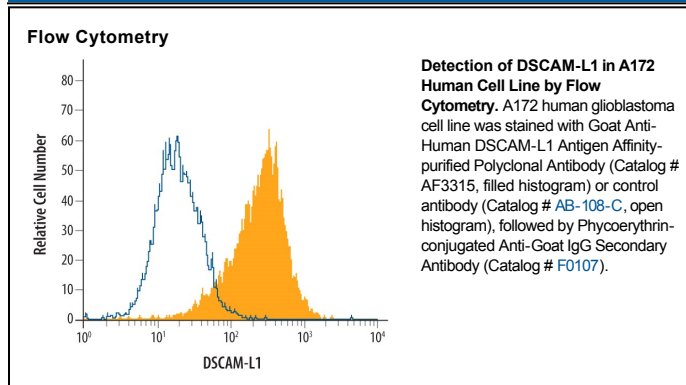 Flow Cytometry
80
70
60
50
40
30
20
10
0
Relative Cell Number
10⁰ 10¹ 10² 10³ 10⁴
DSCAM-L1
Detection of DSCAM-L1 in A172
Human Cell Line by Flow
Cytometry. A172 human glioblastoma
cell line was stained with Goat Anti-
Human DSCAM-L1 Antigen Affinity-
purified Polyclonal Antibody (Catalog #
AF3315, filled histogram) or control
antibody (Catalog # AB-108-C, open
histogram), followed by Phycoerythrin-
conjugated Anti-Goat IgG Secondary
Antibody (Catalog # F0107).